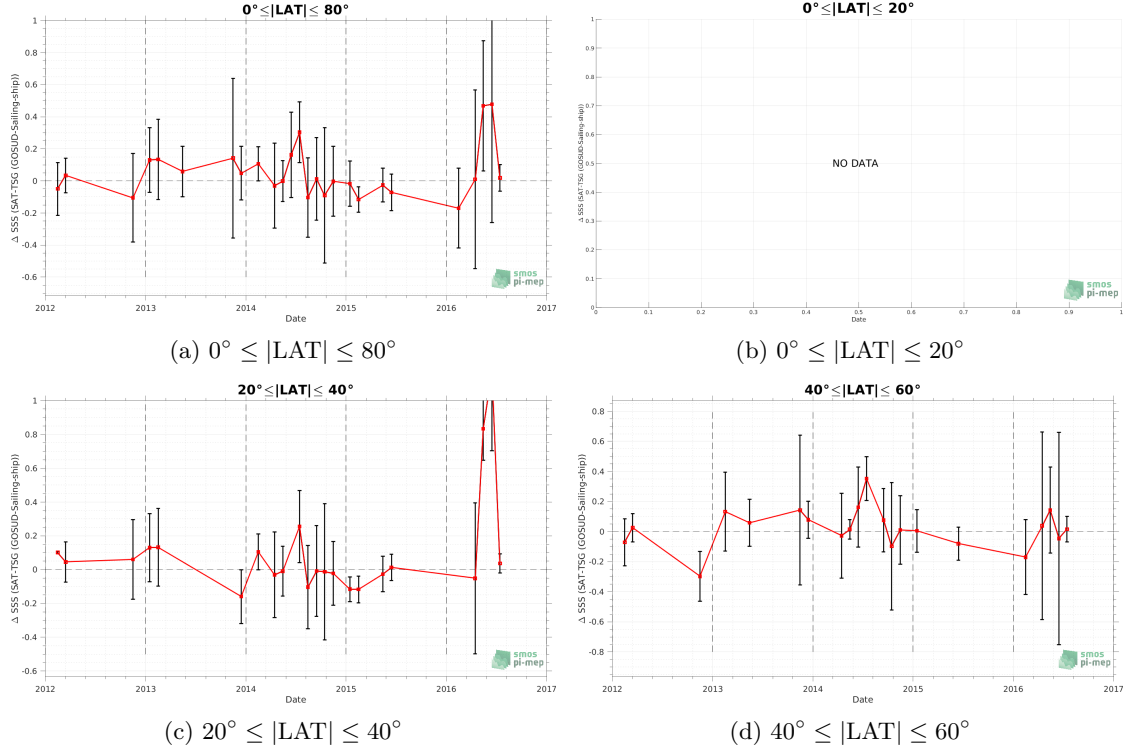 0°≤|LAT|≤ 80°
Δ SSS (SAT-TSG (GOSUD-Sailing-ship))
1
0.8
0.6
0.4
0.2
0
-0.2
-0.4
-0.6
2012 2013 2014 2015 2016 2017
Date
smos
pi-mep
(a) 0° ≤ |LAT| ≤ 80°
0°≤|LAT|≤ 20°
Δ SSS (SAT-TSG (GOSUD-Sailing-ship))
1
0.9
0.8
0.7
0.6
0.5
0.4
0.3
0.2
0.1
0
NO DATA
0 0.1 0.2 0.3 0.4 0.5 0.6 0.7 0.8 0.9 1
Date
smos
pi-mep
(b) 0° ≤ |LAT| ≤ 20°
20°≤|LAT|≤ 40°
Δ SSS (SAT-TSG (GOSUD-Sailing-ship))
1
0.8
0.6
0.4
0.2
0
-0.2
-0.4
-0.6
2012 2013 2014 2015 2016 2017
Date
smos
pi-mep
(c) 20° ≤ |LAT| ≤ 40°
40°≤|LAT|≤ 60°
Δ SSS (SAT-TSG (GOSUD-Sailing-ship))
0.8
0.6
0.4
0.2
0
-0.2
-0.4
-0.6
-0.8
2012 2013 2014 2015 2016 2017
Date
smos
pi-mep
(d) 40° ≤ |LAT| ≤ 60°